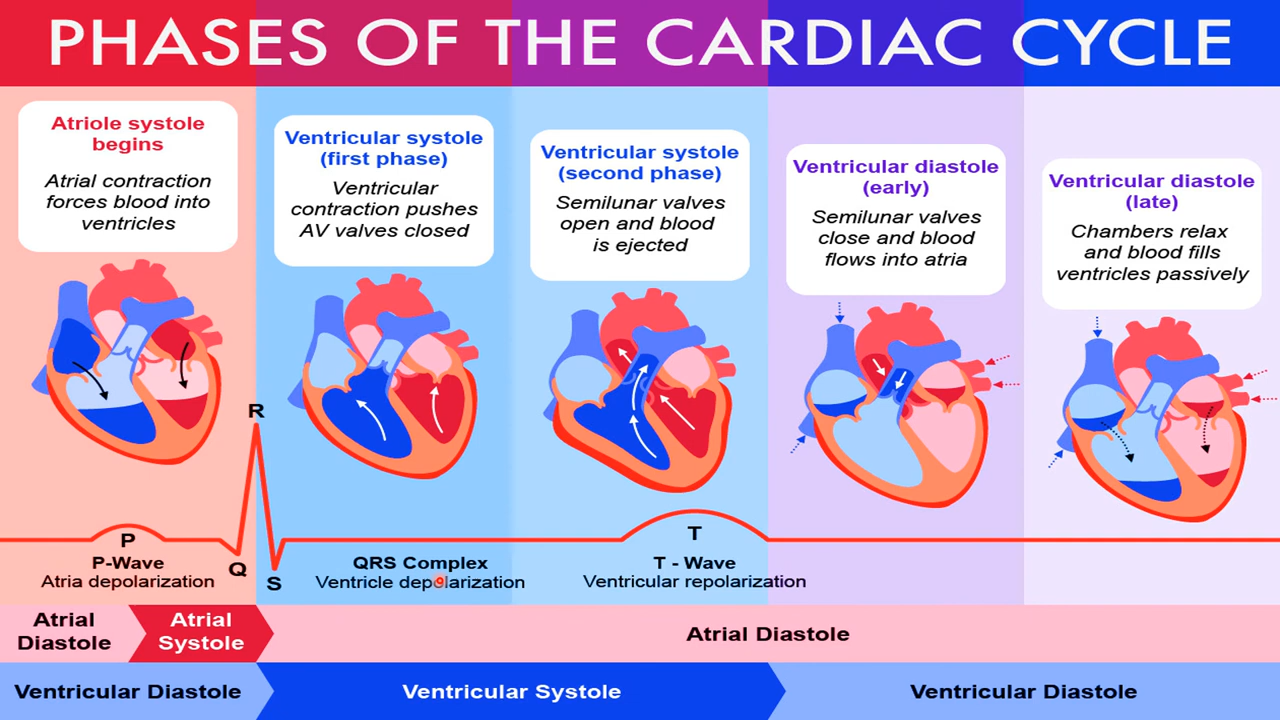 PHASES OF THE CARDIAC CYCLE
Atriole systole
begins
Atrial contraction
forces blood into
ventricles
Ventricular systole
(first phase)
Ventricular
contraction pushes
AV valves closed
Ventricular systole
(second phase)
Semilunar valves
open and blood
is ejected
Ventricular diastole
(early)
Semilunar valves
close and blood
flows into atria
Ventricular diastole
(late)
Chambers relax
and blood fills
ventricles passively
R
P
Q
S
T
P-Wave
Atria depolarization
QRS Complex
Ventricle depolarization
T - Wave
Ventricular repolarization
Atrial
Diastole
Atrial
Systole
Atrial Diastole
Ventricular Diastole
Ventricular Systole
Ventricular Diastole